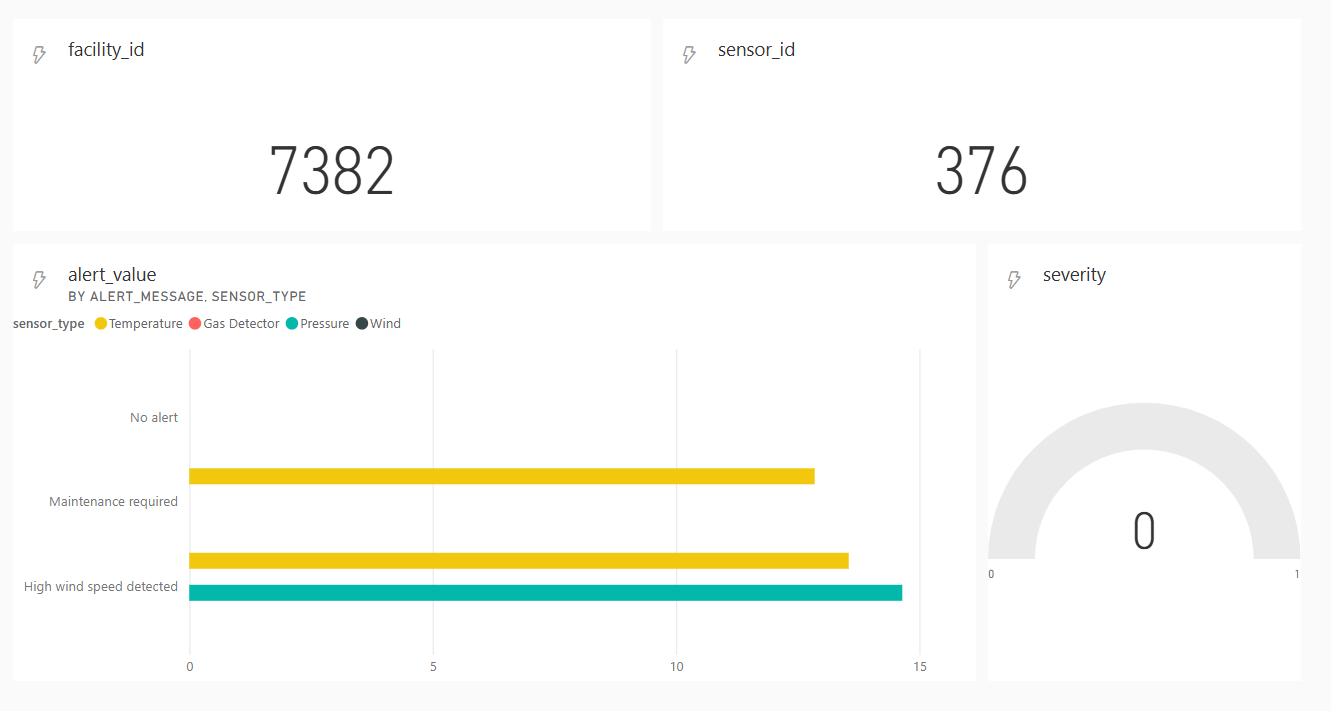 facility_id
7382
sensor_id
376
alert_value
BY ALERT_MESSAGE, SENSOR_TYPE
sensor_type Temperature Gas Detector Pressure Wind
No alert
Maintenance required
High wind speed detected
0 5 10 15
severity
0
0 1